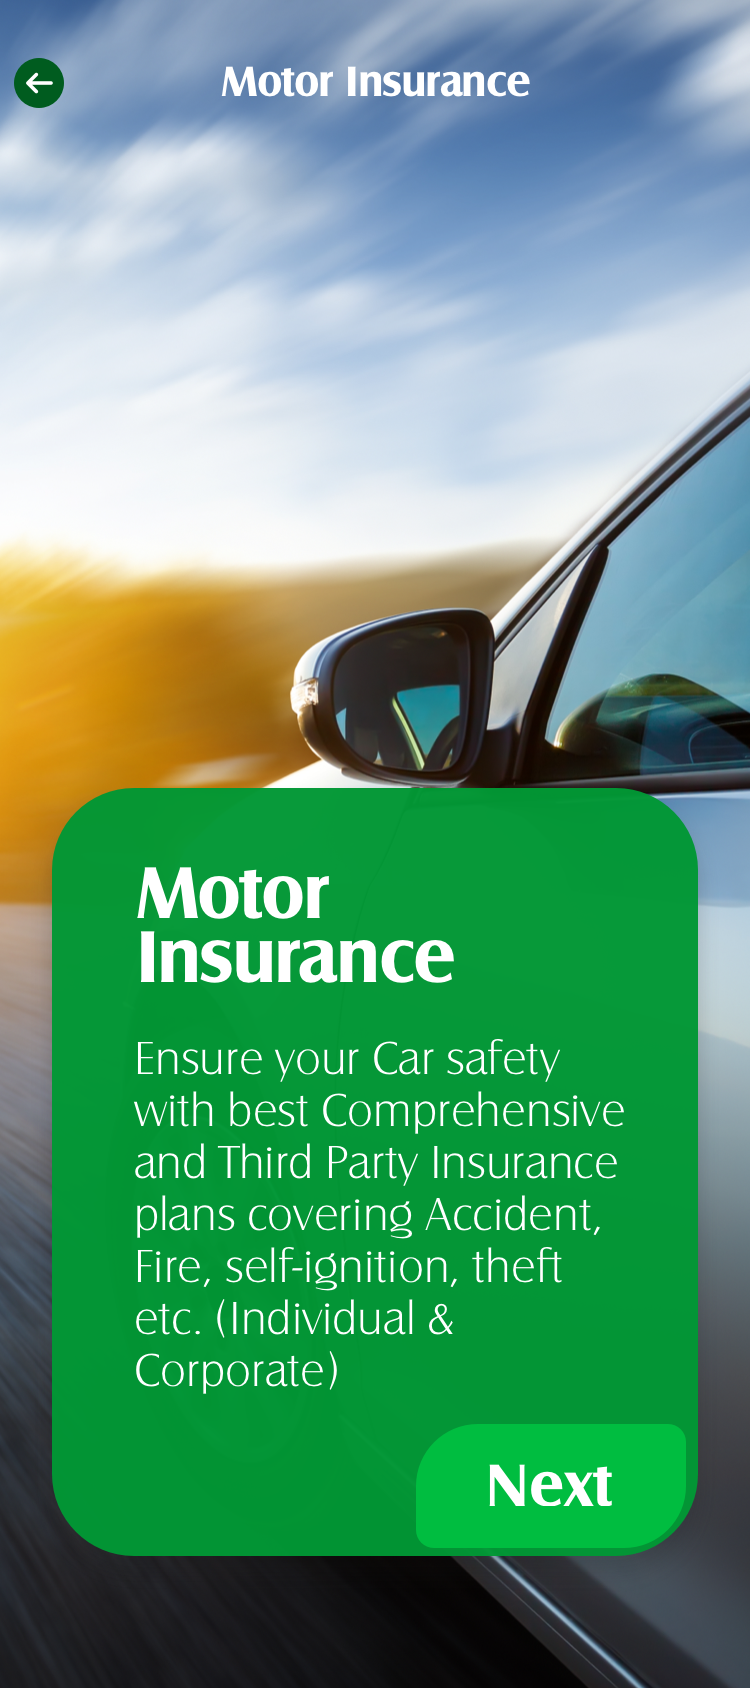 Motor Insurance
Motor
Insurance
Ensure your Car safety
with best Comprehensive
and Third Party Insurance
plans covering Accident,
Fire, self-ignition, theft
etc. (Individual &
Corporate)
Next